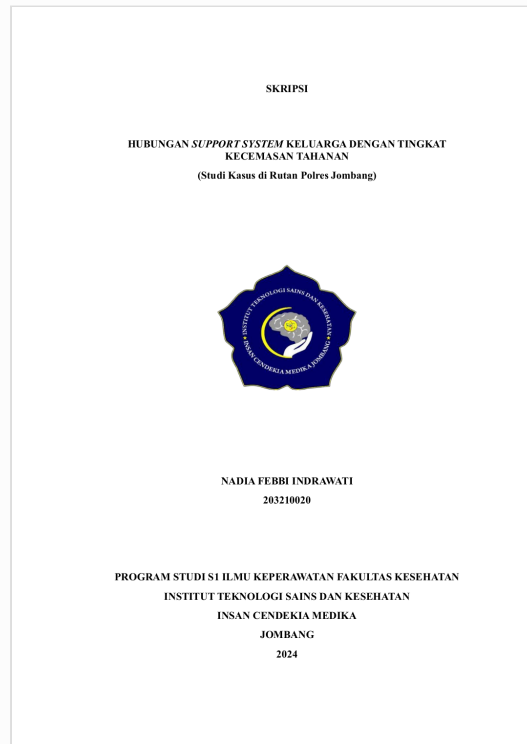 SKRIPSI
HUBUNGAN SUPPORT SYSTEM KELUARGA DENGAN TINGKAT
KECEMASAN TAHANAN
(Studi Kasus di Rutan Polres Jombang)
INSTITUT TEKNOLOGI SAINS DAN KESEHATAN
INSAN CENDEKIA MEDIKA JOMBANG
NADIA FEBBI INDRAWATI
203210020
PROGRAM STUDI S1 ILMU KEPERAWATAN FAKULTAS KESEHATAN
INSTITUT TEKNOLOGI SAINS DAN KESEHATAN
INSAN CENDEKIA MEDIKA
JOMBANG
2024